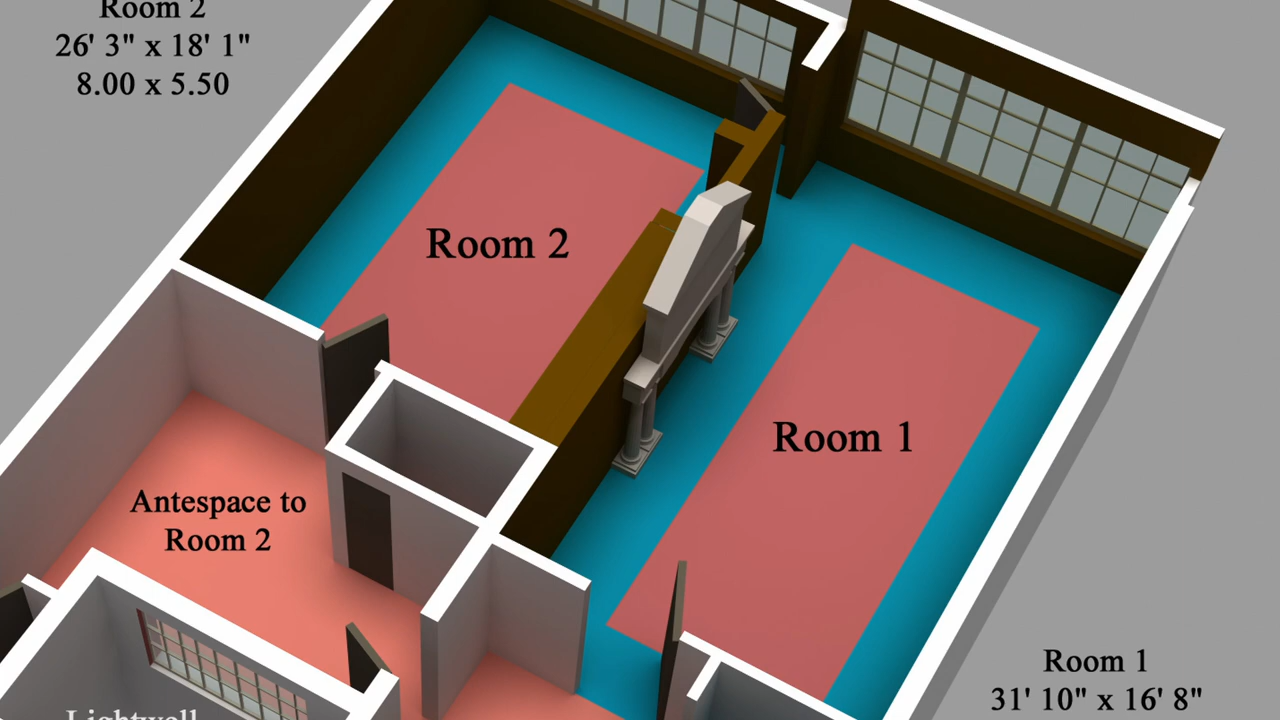 Room 2
26' 3" x 18' 1"
8.00 x 5.50
Room 2
Room 1
Antespace to
Room 2
Room 1
31' 10" x 16' 8"
Lightwell